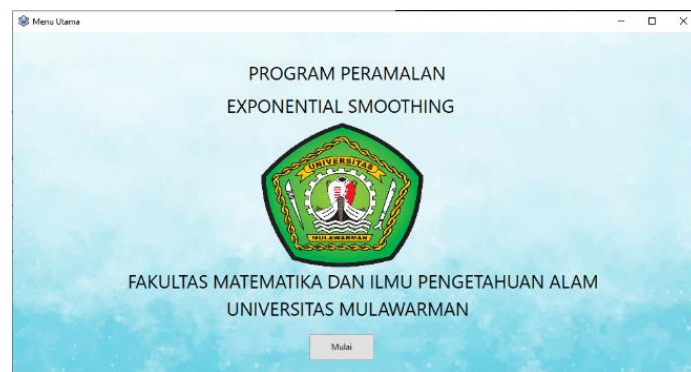 Menu Utama
PROGRAM PERAMALAN
EXPONENTIAL SMOOTHING
UNIVERSITAS
MULAWARMAN
FAKULTAS MATEMATIKA DAN ILMU PENGETAHUAN ALAM
UNIVERSITAS MULAWARMAN
Mulai